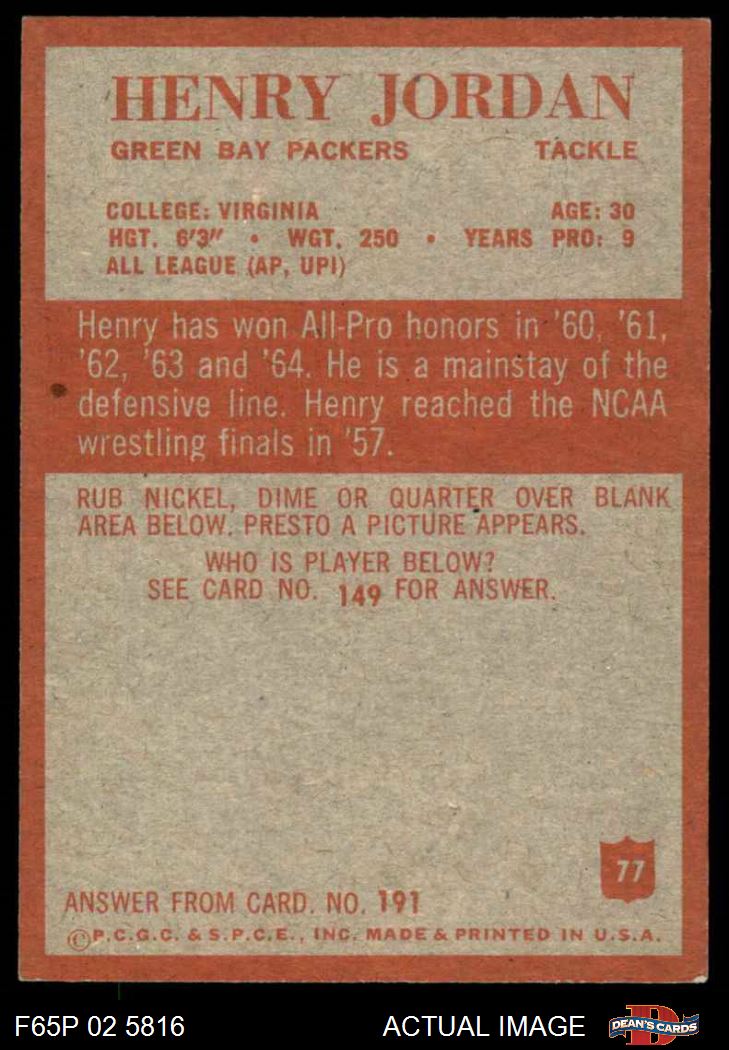 HENRY JORDAN
GREEN BAY PACKERS TACKLE
COLLEGE: VIRGINIA AGE: 30
HGT. 6'3" • WGT. 250 • YEARS PRO: 9
ALL LEAGUE (AP, UPI)
Henry has won All-Pro honors in '60, '61,
'62, '63 and '64. He is a mainstay of the
defensive line. Henry reached the NCAA
wrestling finals in '57.
RUB NICKEL, DIME OR QUARTER OVER BLANK
AREA BELOW. PRESTO A PICTURE APPEARS.
WHO IS PLAYER BELOW?
SEE CARD NO. 149 FOR ANSWER.
77
ANSWER FROM CARD. NO. 191
© P.C.G.C. & S.P.C.E., INC. MADE & PRINTED IN U.S.A.
F65P 02 5816 ACTUAL IMAGE
D
DEAN'S CARDS